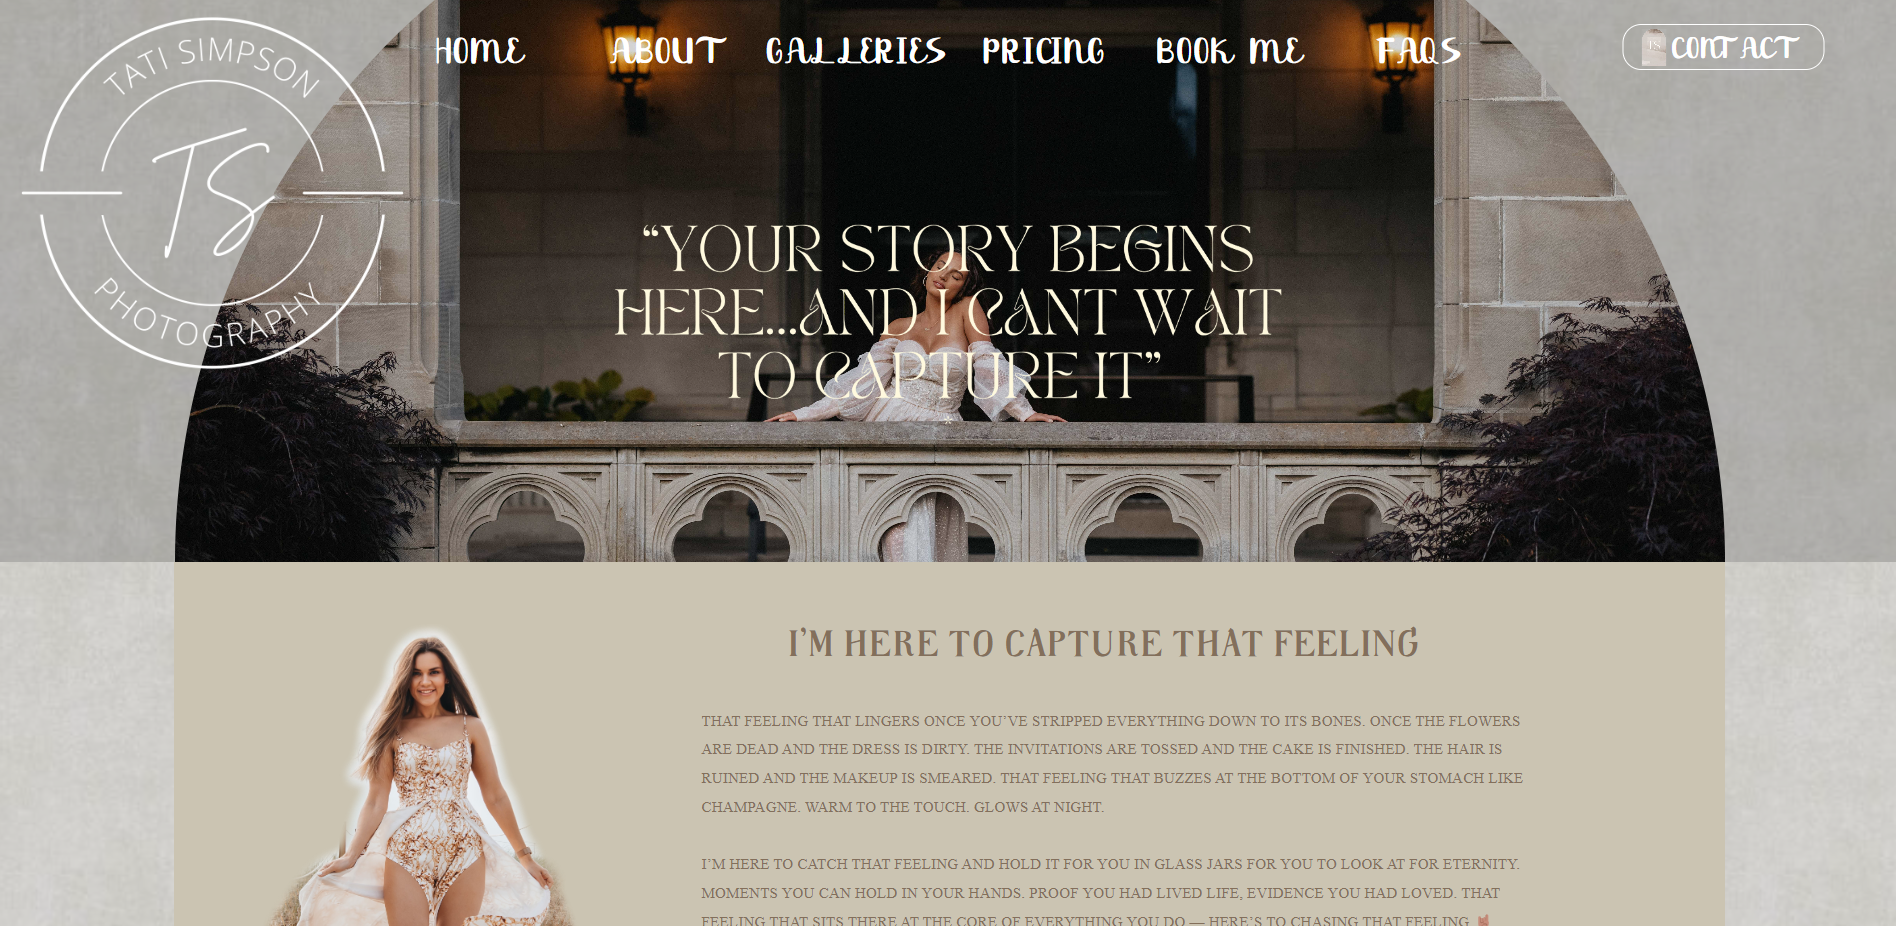 TATI SIMPSON
TS
PHOTOGRAPHY
HOME ABOUT GALLERIES PRICING BOOK ME FAQS
TS CONTACT
“YOUR STORY BEGINS
HERE...AND I CANT WAIT
TO CAPTURE IT”
I’M HERE TO CAPTURE THAT FEELING
THAT FEELING THAT LINGERS ONCE YOU’VE STRIPPED EVERYTHING DOWN TO ITS BONES. ONCE THE FLOWERS
ARE DEAD AND THE DRESS IS DIRTY. THE INVITATIONS ARE TOSSED AND THE CAKE IS FINISHED. THE HAIR IS
RUINED AND THE MAKEUP IS SMEARED. THAT FEELING THAT BUZZES AT THE BOTTOM OF YOUR STOMACH LIKE
CHAMPAGNE. WARM TO THE TOUCH. GLOWS AT NIGHT.
I’M HERE TO CATCH THAT FEELING AND HOLD IT FOR YOU IN GLASS JARS FOR YOU TO LOOK AT FOR ETERNITY.
MOMENTS YOU CAN HOLD IN YOUR HANDS. PROOF YOU HAD LIVED LIFE, EVIDENCE YOU HAD LOVED. THAT
FEELING THAT SITS THERE AT THE CORE OF EVERYTHING YOU DO — HERE’S TO CHASING THAT FEELING